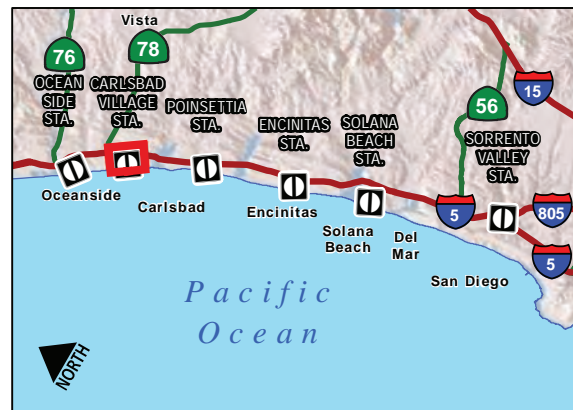 Vista
76
78
15
OCEAN
SIDE
STA.
CARLSBAD
VILLAGE
STA.
POINSETTIA
STA.
ENCINITAS
STA.
SOLANA
BEACH
STA.
56
SORRENTO
VALLEY
STA.
Oceanside
Carlsbad
Encinitas
Solana
Beach
Del
Mar
5
805
5
San Diego
Pacific
Ocean
NORTH